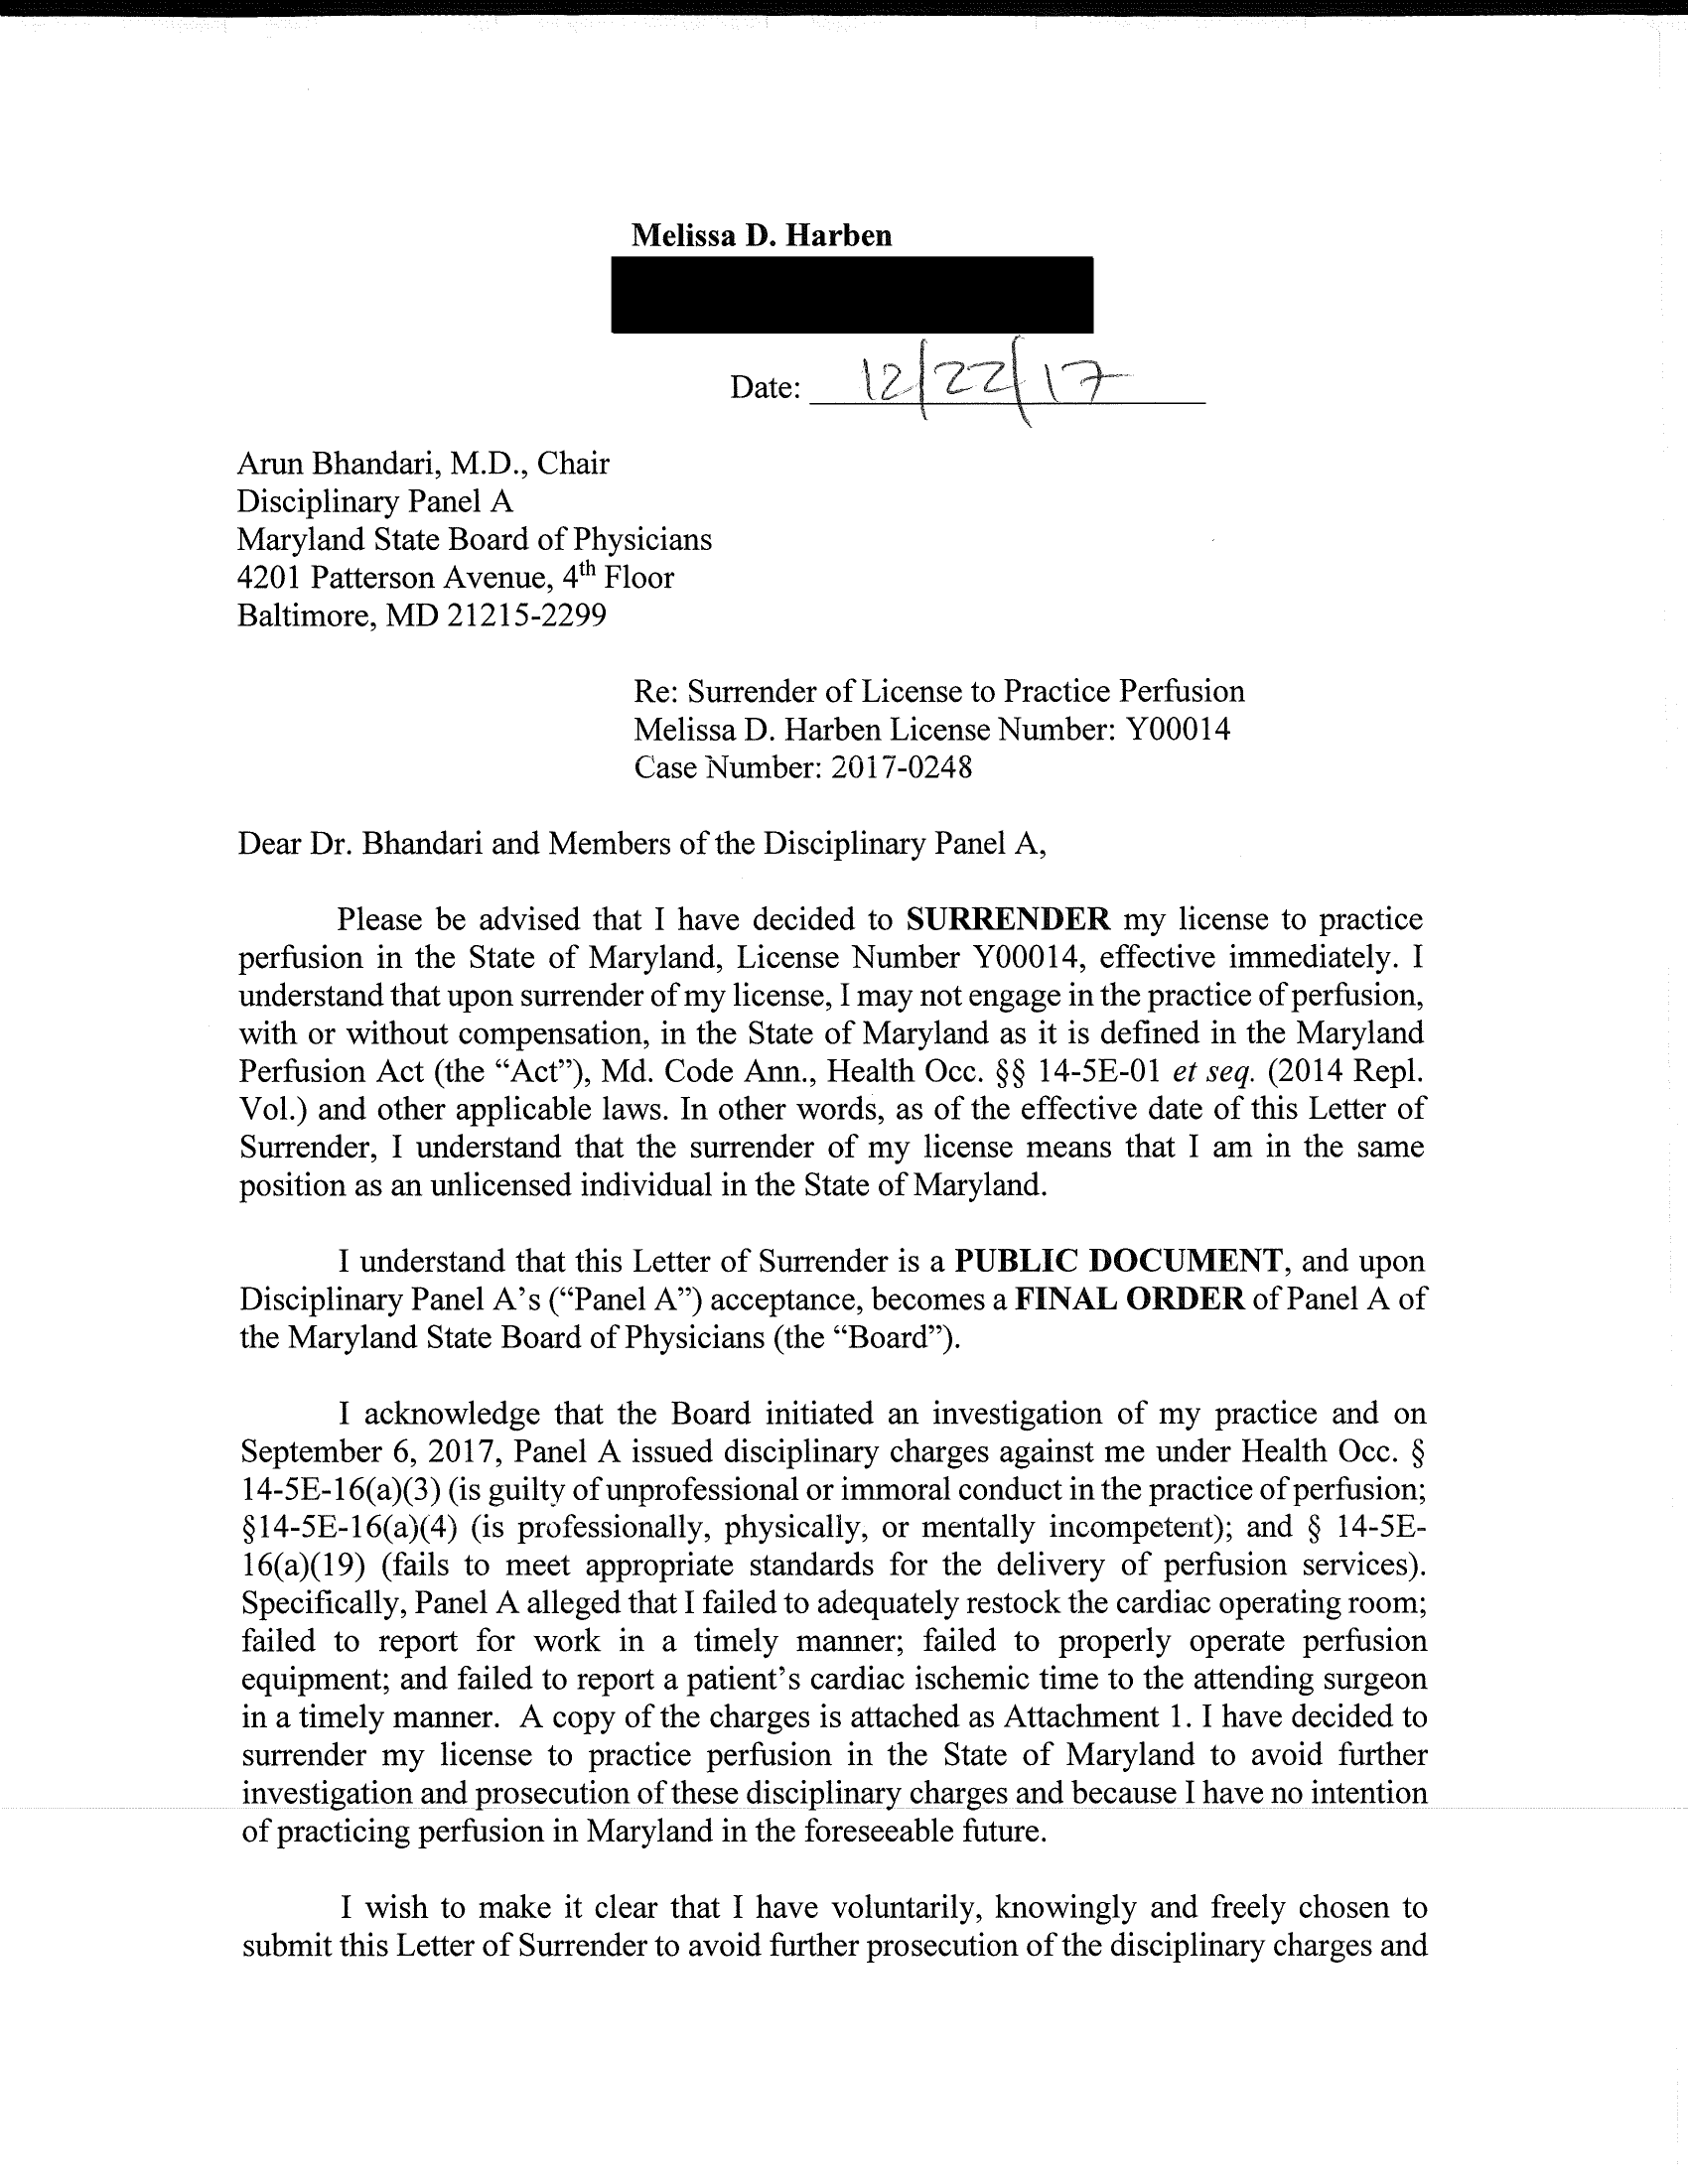 Melissa D. Harben
Date: 12/22/17
Arun Bhandari, M.D., Chair
Disciplinary Panel A
Maryland State Board of Physicians
4201 Patterson Avenue, 4th Floor
Baltimore, MD 21215-2299
Re: Surrender of License to Practice Perfusion
Melissa D. Harben License Number: Y00014
Case Number: 2017-0248
Dear Dr. Bhandari and Members of the Disciplinary Panel A,
Please be advised that I have decided to SURRENDER my license to practice
perfusion in the State of Maryland, License Number Y00014, effective immediately. I
understand that upon surrender of my license, I may not engage in the practice of perfusion,
with or without compensation, in the State of Maryland as it is defined in the Maryland
Perfusion Act (the “Act”), Md. Code Ann., Health Occ. §§ 14-5E-01 et seq. (2014 Repl.
Vol.) and other applicable laws. In other words, as of the effective date of this Letter of
Surrender, I understand that the surrender of my license means that I am in the same
position as an unlicensed individual in the State of Maryland.
I understand that this Letter of Surrender is a PUBLIC DOCUMENT, and upon
Disciplinary Panel A’s (“Panel A”) acceptance, becomes a FINAL ORDER of Panel A of
the Maryland State Board of Physicians (the “Board”).
I acknowledge that the Board initiated an investigation of my practice and on
September 6, 2017, Panel A issued disciplinary charges against me under Health Occ. §
14-5E-16(a)(3) (is guilty of unprofessional or immoral conduct in the practice of perfusion;
§14-5E-16(a)(4) (is professionally, physically, or mentally incompetent); and § 14-5E-
16(a)(19) (fails to meet appropriate standards for the delivery of perfusion services).
Specifically, Panel A alleged that I failed to adequately restock the cardiac operating room;
failed to report for work in a timely manner; failed to properly operate perfusion
equipment; and failed to report a patient’s cardiac ischemic time to the attending surgeon
in a timely manner. A copy of the charges is attached as Attachment 1. I have decided to
surrender my license to practice perfusion in the State of Maryland to avoid further
investigation and prosecution of these disciplinary charges and because I have no intention
of practicing perfusion in Maryland in the foreseeable future.
I wish to make it clear that I have voluntarily, knowingly and freely chosen to
submit this Letter of Surrender to avoid further prosecution of the disciplinary charges and